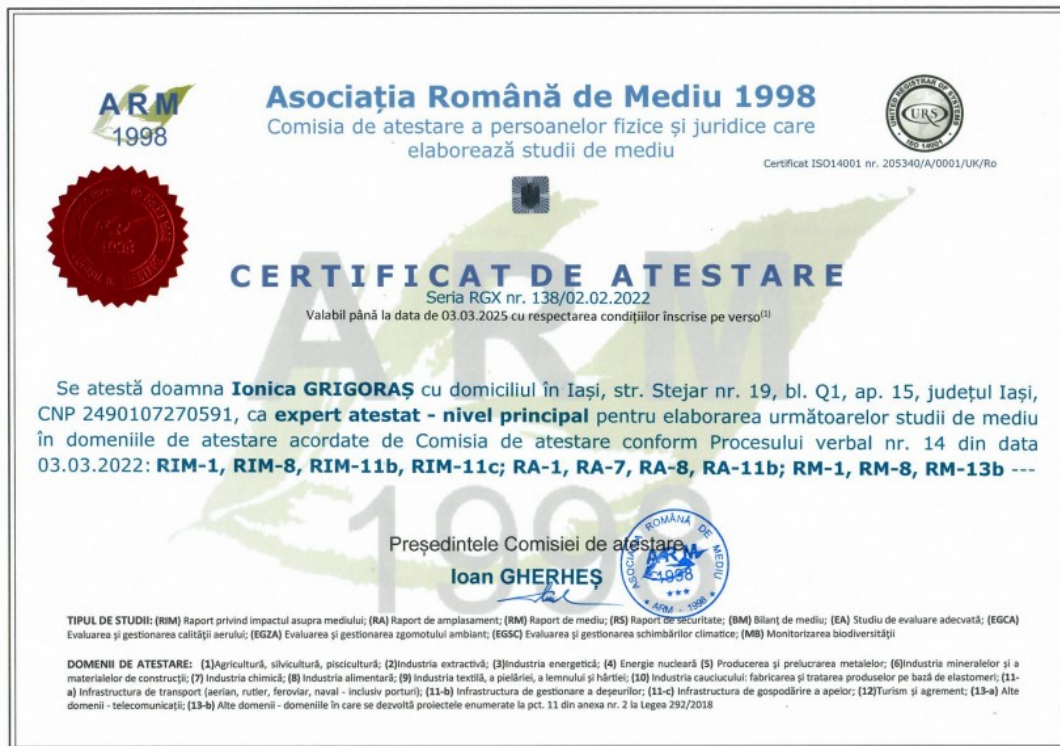 ARM
1998
Asociația Română de Mediu 1998
Comisia de atestare a persoanelor fizice și juridice care
elaborează studii de mediu
UNITED REGISTRAR OF SYSTEMS
URS
ISO 14001
Certificat ISO14001 nr. 205340/A/0001/UK/Ro
ARM
1998
CERTIFICAT DE ATESTARE
Seria RGX nr. 138/02.02.2022
Valabil până la data de 03.03.2025 cu respectarea condițiilor înscrise pe verso(1)
Se atestă doamna Ionica GRIGORAȘ cu domiciliul în Iași, str. Stejar nr. 19, bl. Q1, ap. 15, județul Iași,
CNP 2490107270591, ca expert atestat - nivel principal pentru elaborarea următoarelor studii de mediu
în domeniile de atestare acordate de Comisia de atestare conform Procesului verbal nr. 14 din data
03.03.2022: RIM-1, RIM-8, RIM-11b, RIM-11c; RA-1, RA-7, RA-8, RA-11b; RM-1, RM-8, RM-13b ---
ARM
1998
Președintele Comisiei de atestare
Ioan GHERHEȘ
ASOCIAȚIA ROMÂNĂ DE MEDIU
ARM
1998
ARM - 1998
TIPUL DE STUDII: (RIM) Raport privind impactul asupra mediului; (RA) Raport de amplasament; (RM) Raport de mediu; (RS) Raport de securitate; (BM) Bilanț de mediu; (EA) Studiu de evaluare adecvată; (EGCA)
Evaluarea și gestionarea calității aerului; (EGZA) Evaluarea și gestionarea zgomotului ambiant; (EGSC) Evaluarea și gestionarea schimbărilor climatice; (MB) Monitorizarea biodiversității
DOMENII DE ATESTARE: (1)Agricultură, silvicultură, piscicultură; (2)Industria extractivă; (3)Industria energetică; (4) Energie nucleară (5) Producerea și prelucrarea metalelor; (6)Industria mineralelor și a
materialelor de construcții; (7) Industria chimică; (8) Industria alimentară; (9) Industria textilă, a pielăriei, a lemnului și hârtiei; (10) Industria cauciucului: fabricarea și tratarea produselor pe bază de elastomeri; (11-
a) Infrastructura de transport (aerian, rutier, feroviar, naval - inclusiv porturi); (11-b) Infrastructura de gestionare a deșeurilor; (11-c) Infrastructura de gospodărire a apelor; (12)Turism și agrement; (13-a) Alte
domenii - telecomunicații; (13-b) Alte domenii - domeniile în care se dezvoltă proiectele enumerate la pct. 11 din anexa nr. 2 la Legea 292/2018